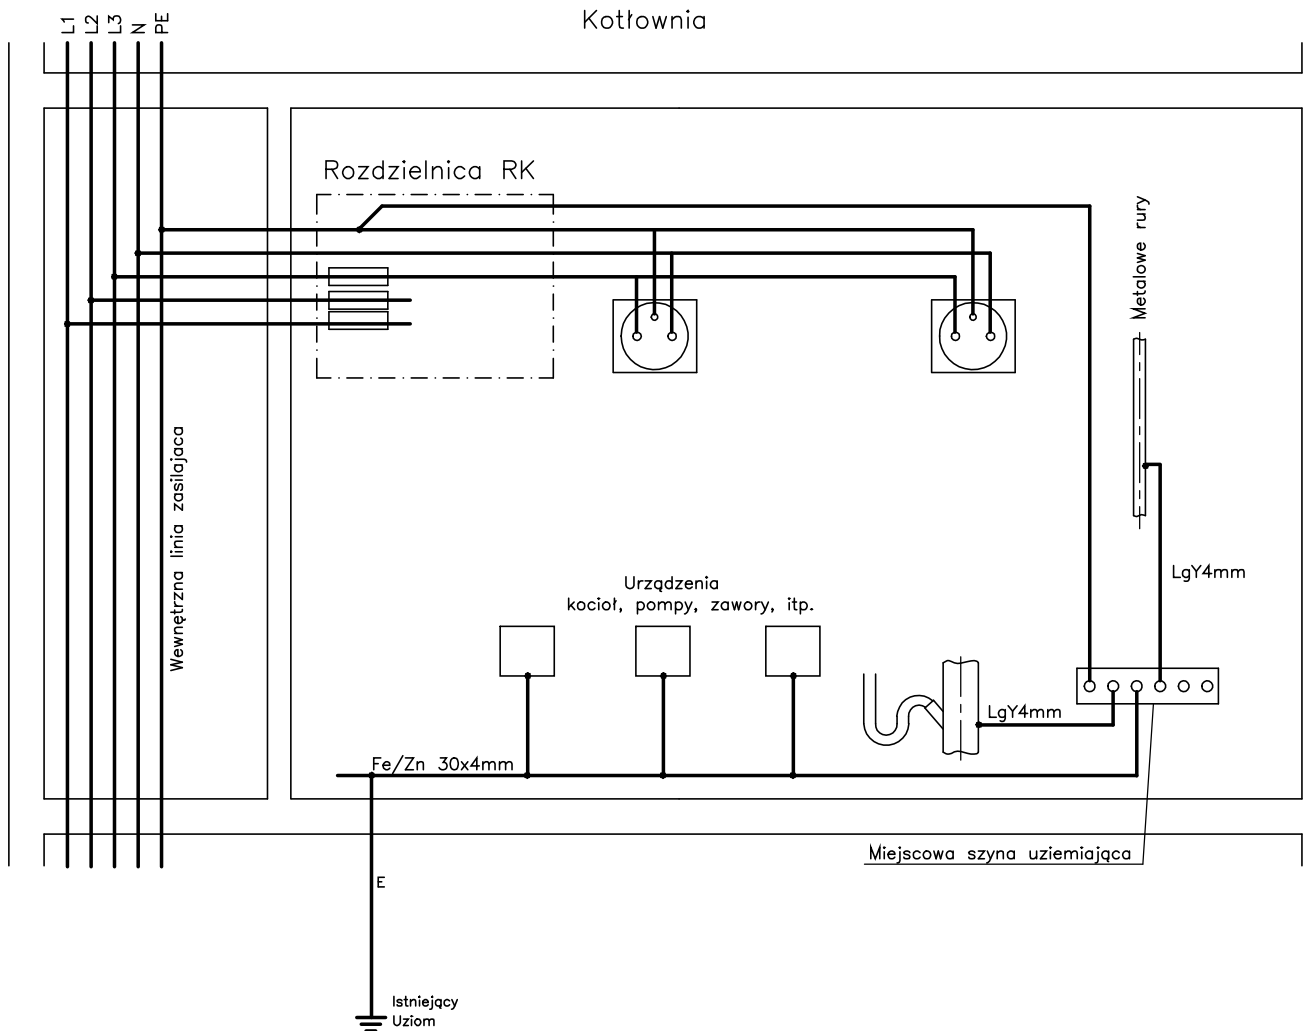 Kotłownia
L1
L2
L3
N
PE
Rozdzielnica RK
Metalowe rury
Wewnętrzna linia zasilajaca
LgY4mm
Urządzenia
kocioł, pompy, zawory, itp.
LgY4mm
Fe/Zn 30x4mm
Miejscowa szyna uziemiająca
E
Istniejący
Uziom